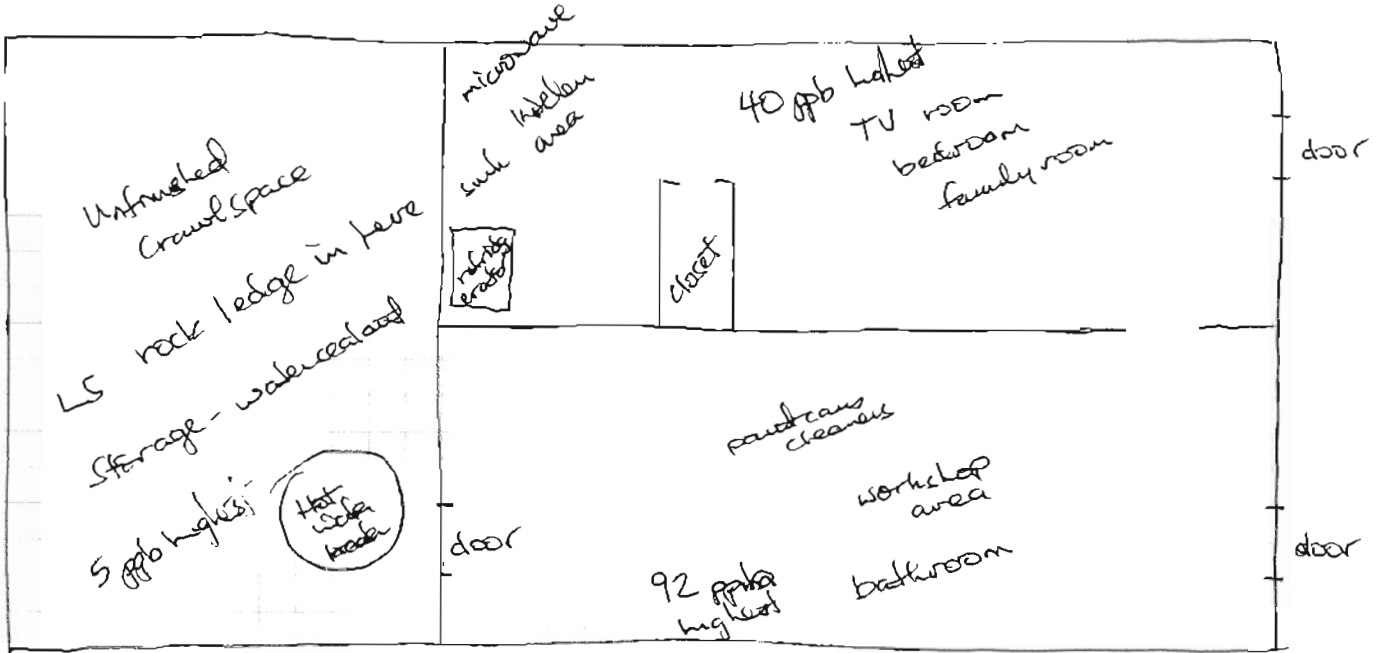 microwave
kitchen
area
sink
refridg
erator
closet
40 ppb highest
TV room
bedroom
family room
door
Unfinished
Crawlspace
LS rock ledge in here
Storage -
5 ppb highest
Hot
water
heater
door
paint cans
cleaners
workshop
area
bathroom
92 ppb
highest
door